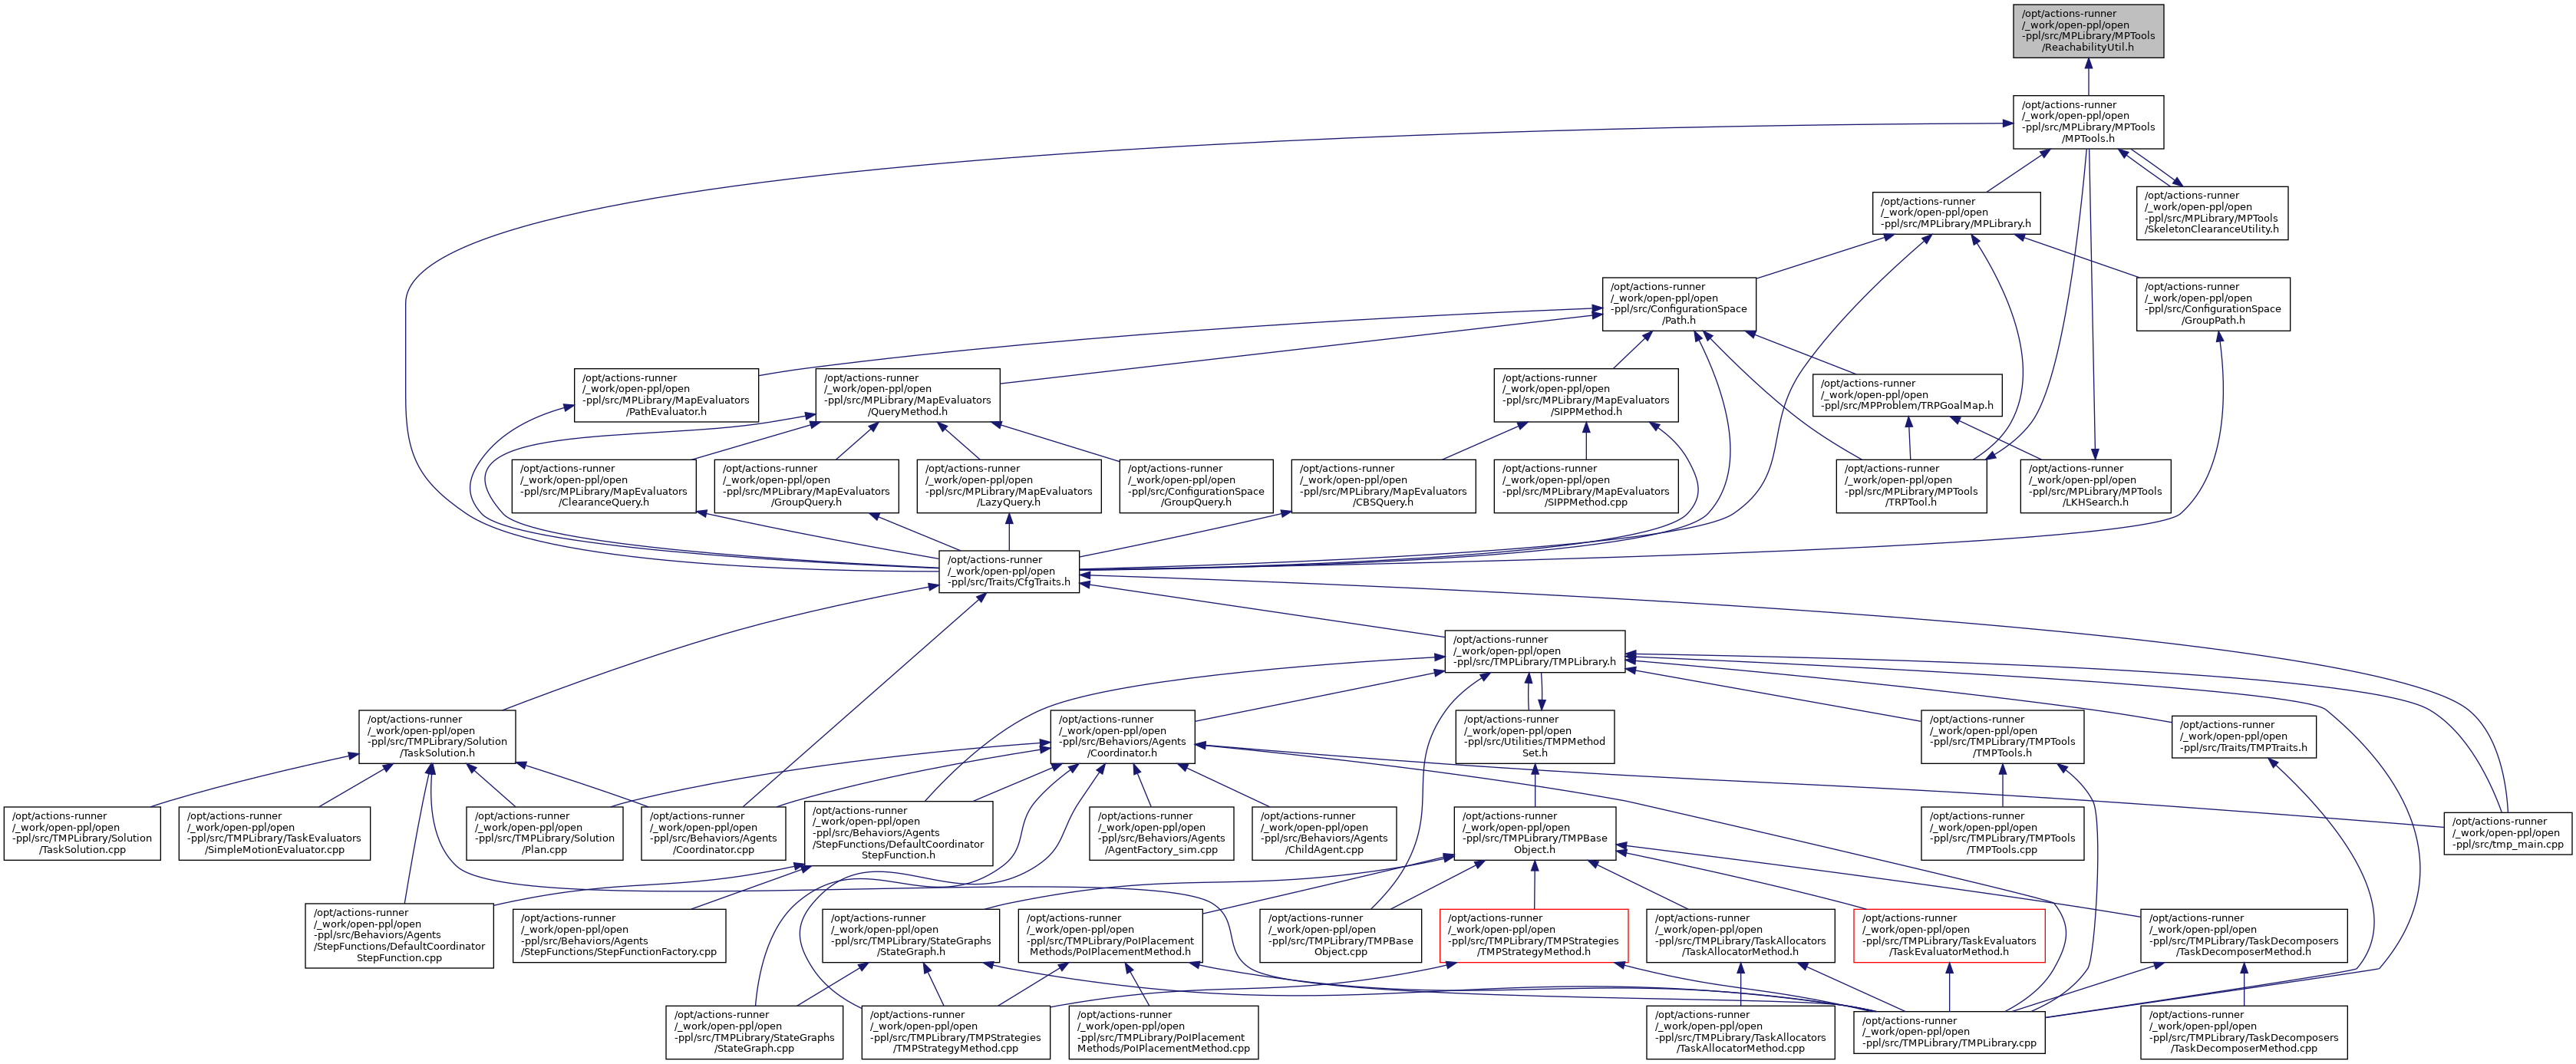 /opt/actions-runner
/_work/open-ppl/open
-ppl/src/MPLibrary/MPTools
/ReachabilityUtil.h
/opt/actions-runner
/_work/open-ppl/open
-ppl/src/MPLibrary/MPTools
/MPTools.h
/opt/actions-runner
/_work/open-ppl/open
-ppl/src/MPLibrary/MPLibrary.h
/opt/actions-runner
/_work/open-ppl/open
-ppl/src/MPLibrary/MPTools
/SkeletonClearanceUtility.h
/opt/actions-runner
/_work/open-ppl/open
-ppl/src/ConfigurationSpace
/Path.h
/opt/actions-runner
/_work/open-ppl/open
-ppl/src/ConfigurationSpace
/GroupPath.h
/opt/actions-runner
/_work/open-ppl/open
-ppl/src/MPLibrary/MapEvaluators
/PathEvaluator.h
/opt/actions-runner
/_work/open-ppl/open
-ppl/src/MPLibrary/MapEvaluators
/QueryMethod.h
/opt/actions-runner
/_work/open-ppl/open
-ppl/src/MPLibrary/MapEvaluators
/SIPPMethod.h
/opt/actions-runner
/_work/open-ppl/open
-ppl/src/MPProblem/TRPGoalMap.h
/opt/actions-runner
/_work/open-ppl/open
-ppl/src/MPLibrary/MapEvaluators
/ClearanceQuery.h
/opt/actions-runner
/_work/open-ppl/open
-ppl/src/MPLibrary/MapEvaluators
/GroupQuery.h
/opt/actions-runner
/_work/open-ppl/open
-ppl/src/MPLibrary/MapEvaluators
/LazyQuery.h
/opt/actions-runner
/_work/open-ppl/open
-ppl/src/ConfigurationSpace
/GroupQuery.h
/opt/actions-runner
/_work/open-ppl/open
-ppl/src/MPLibrary/MapEvaluators
/CBSQuery.h
/opt/actions-runner
/_work/open-ppl/open
-ppl/src/MPLibrary/MapEvaluators
/SIPPMethod.cpp
/opt/actions-runner
/_work/open-ppl/open
-ppl/src/MPLibrary/MPTools
/TRPTool.h
/opt/actions-runner
/_work/open-ppl/open
-ppl/src/MPLibrary/MPTools
/LKHSearch.h
/opt/actions-runner
/_work/open-ppl/open
-ppl/src/Traits/CfgTraits.h
/opt/actions-runner
/_work/open-ppl/open
-ppl/src/TMPLibrary/TMPLibrary.h
/opt/actions-runner
/_work/open-ppl/open
-ppl/src/TMPLibrary/Solution
/TaskSolution.h
/opt/actions-runner
/_work/open-ppl/open
-ppl/src/Behaviors/Agents
/Coordinator.h
/opt/actions-runner
/_work/open-ppl/open
-ppl/src/Utilities/TMPMethod
Set.h
/opt/actions-runner
/_work/open-ppl/open
-ppl/src/TMPLibrary/TMPTools
/TMPTools.h
/opt/actions-runner
/_work/open-ppl/open
-ppl/src/Traits/TMPTraits.h
/opt/actions-runner
/_work/open-ppl/open
-ppl/src/TMPLibrary/Solution
/TaskSolution.cpp
/opt/actions-runner
/_work/open-ppl/open
-ppl/src/TMPLibrary/TaskEvaluators
/SimpleMotionEvaluator.cpp
/opt/actions-runner
/_work/open-ppl/open
-ppl/src/TMPLibrary/Solution
/Plan.cpp
/opt/actions-runner
/_work/open-ppl/open
-ppl/src/Behaviors/Agents
/Coordinator.cpp
/opt/actions-runner
/_work/open-ppl/open
-ppl/src/Behaviors/Agents
/StepFunctions/DefaultCoordinator
StepFunction.h
/opt/actions-runner
/_work/open-ppl/open
-ppl/src/Behaviors/Agents
/AgentFactory_sim.cpp
/opt/actions-runner
/_work/open-ppl/open
-ppl/src/Behaviors/Agents
/ChildAgent.cpp
/opt/actions-runner
/_work/open-ppl/open
-ppl/src/TMPLibrary/TMPBase
Object.h
/opt/actions-runner
/_work/open-ppl/open
-ppl/src/TMPLibrary/TMPTools
/TMPTools.cpp
/opt/actions-runner
/_work/open-ppl/open
-ppl/src/tmp_main.cpp
/opt/actions-runner
/_work/open-ppl/open
-ppl/src/Behaviors/Agents
/StepFunctions/DefaultCoordinator
StepFunction.cpp
/opt/actions-runner
/_work/open-ppl/open
-ppl/src/Behaviors/Agents
/StepFunctions/StepFunctionFactory.cpp
/opt/actions-runner
/_work/open-ppl/open
-ppl/src/TMPLibrary/StateGraphs
/StateGraph.h
/opt/actions-runner
/_work/open-ppl/open
-ppl/src/TMPLibrary/PoIPlacement
Methods/PoIPlacementMethod.h
/opt/actions-runner
/_work/open-ppl/open
-ppl/src/TMPLibrary/TMPBase
Object.cpp
/opt/actions-runner
/_work/open-ppl/open
-ppl/src/TMPLibrary/TMPStrategies
/TMPStrategyMethod.h
/opt/actions-runner
/_work/open-ppl/open
-ppl/src/TMPLibrary/TaskAllocators
/TaskAllocatorMethod.h
/opt/actions-runner
/_work/open-ppl/open
-ppl/src/TMPLibrary/TaskEvaluators
/TaskEvaluatorMethod.h
/opt/actions-runner
/_work/open-ppl/open
-ppl/src/TMPLibrary/TaskDecomposers
/TaskDecomposerMethod.h
/opt/actions-runner
/_work/open-ppl/open
-ppl/src/TMPLibrary/StateGraphs
/StateGraph.cpp
/opt/actions-runner
/_work/open-ppl/open
-ppl/src/TMPLibrary/TMPStrategies
/TMPStrategyMethod.cpp
/opt/actions-runner
/_work/open-ppl/open
-ppl/src/TMPLibrary/PoIPlacement
Methods/PoIPlacementMethod.cpp
/opt/actions-runner
/_work/open-ppl/open
-ppl/src/TMPLibrary/TaskAllocators
/TaskAllocatorMethod.cpp
/opt/actions-runner
/_work/open-ppl/open
-ppl/src/TMPLibrary/TMPLibrary.cpp
/opt/actions-runner
/_work/open-ppl/open
-ppl/src/TMPLibrary/TaskDecomposers
/TaskDecomposerMethod.cpp